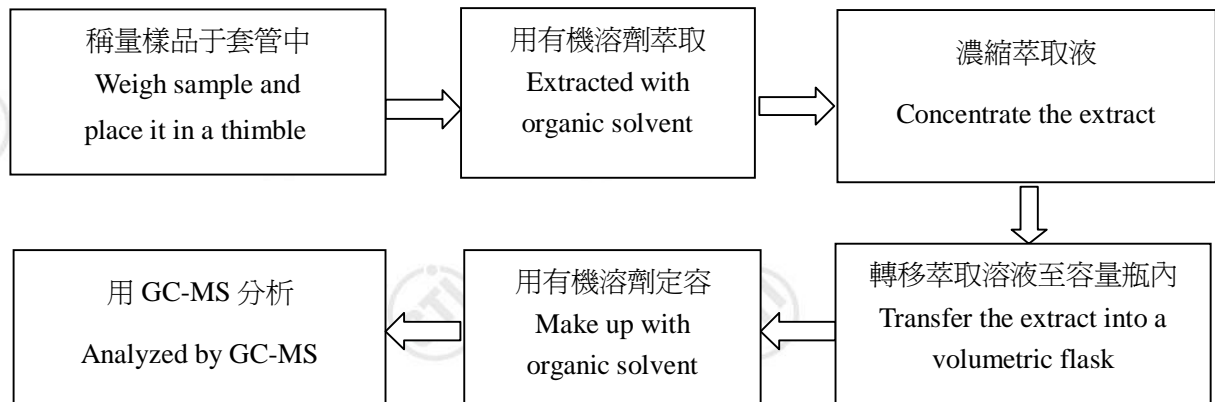 稱量樣品于套管中
Weigh sample and
place it in a thimble
用有機溶劑萃取
Extracted with
organic solvent
濃縮萃取液
Concentrate the extract
轉移萃取溶液至容量瓶內
Transfer the extract into a
volumetric flask
用有機溶劑定容
Make up with
organic solvent
用 GC-MS 分析
Analyzed by GC-MS